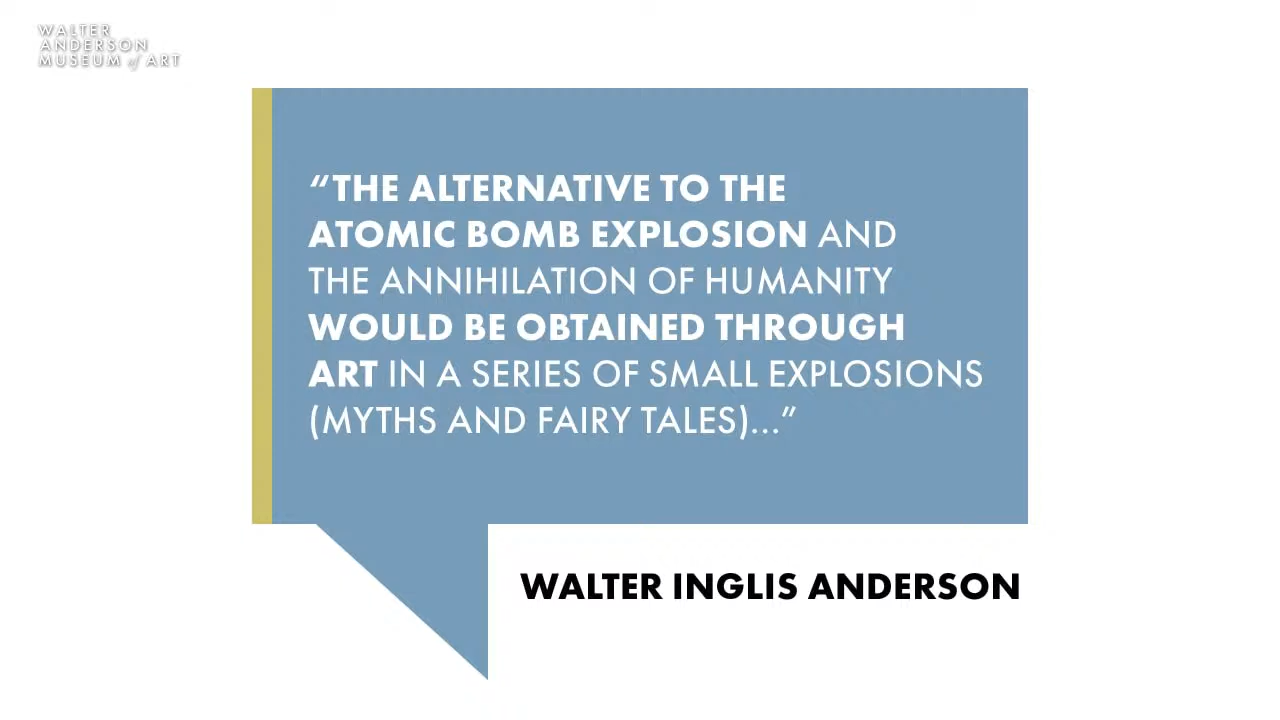 WALTER
ANDERSON
MUSEUM of ART
“THE ALTERNATIVE TO THE
ATOMIC BOMB EXPLOSION AND
THE ANNIHILATION OF HUMANITY
WOULD BE OBTAINED THROUGH
ART IN A SERIES OF SMALL EXPLOSIONS
(MYTHS AND FAIRY TALES)...”
WALTER INGLIS ANDERSON